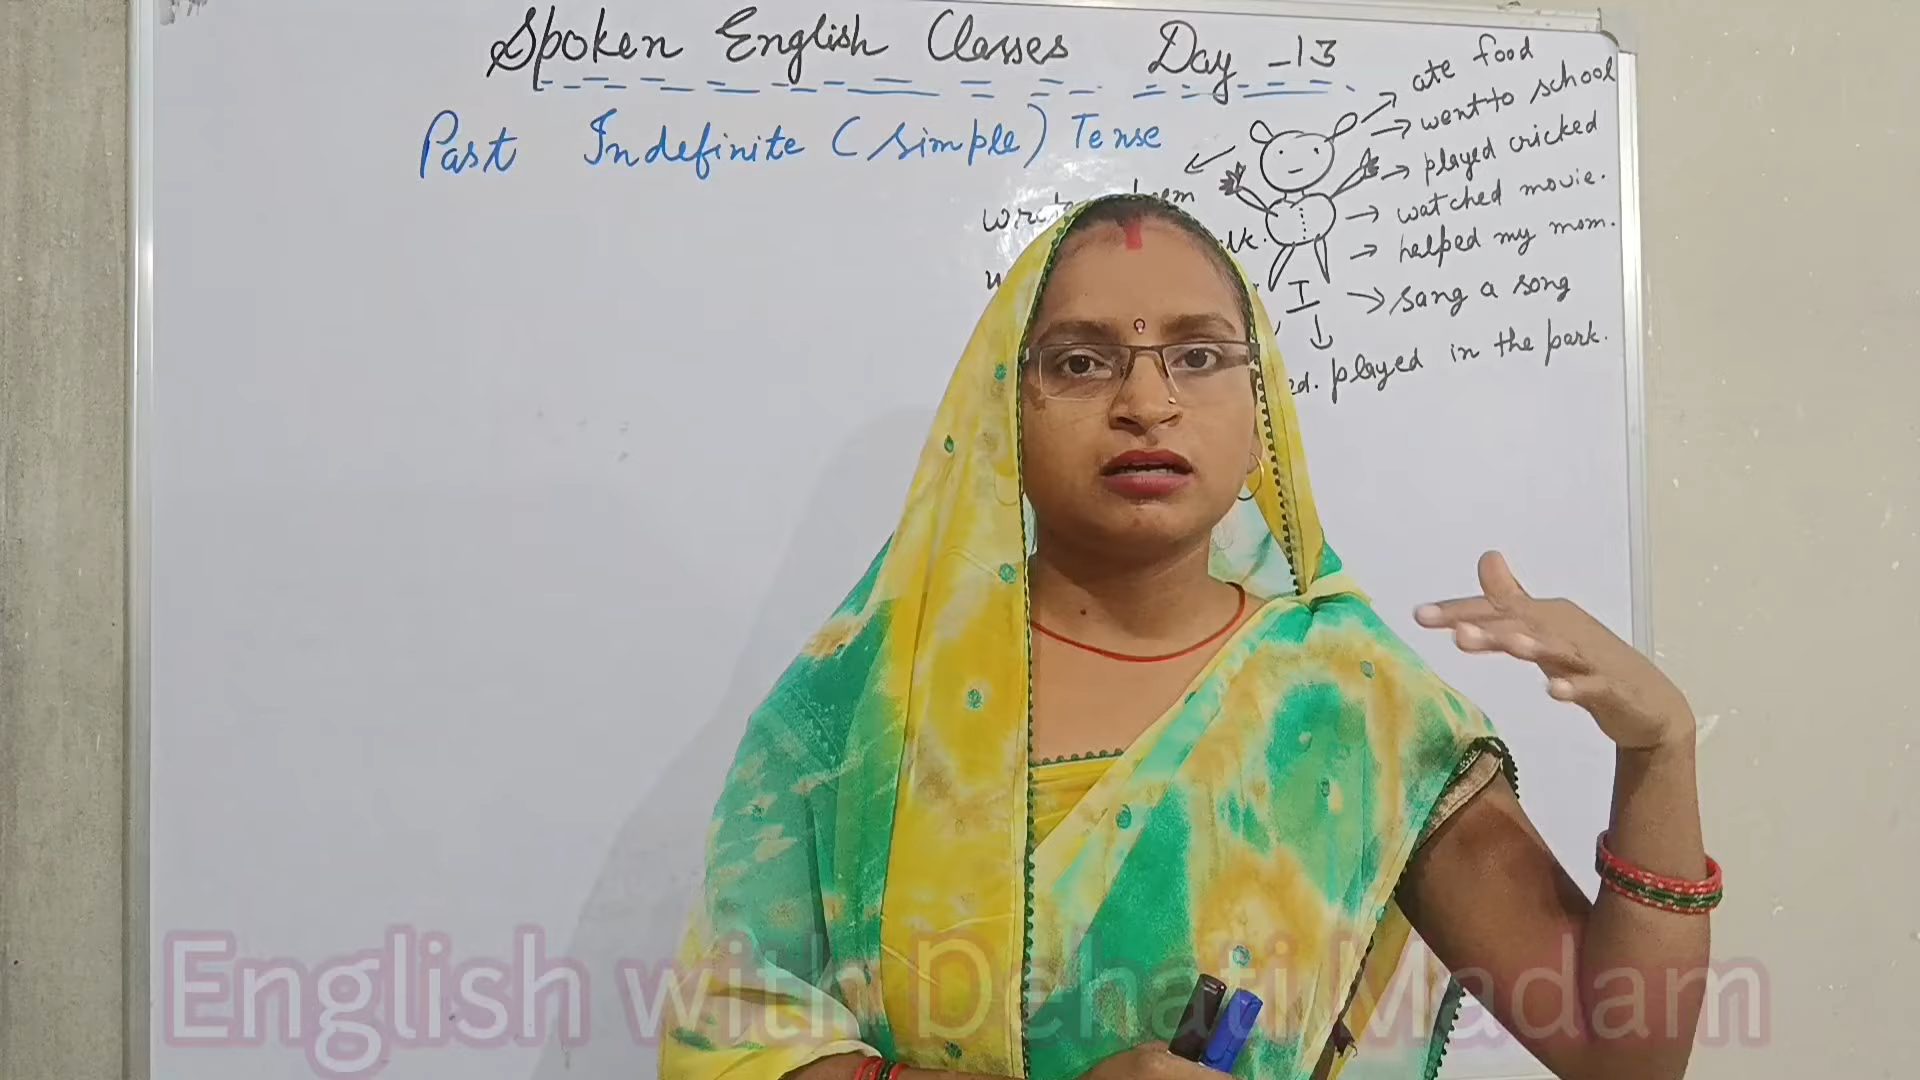 Spoken English Classes Day -13
Past Indefinite (simple) Tense
ate food
went to school
played cricked
watched movie.
helped my mom.
sang a song
played in the park.
I
English with Dehati Madam